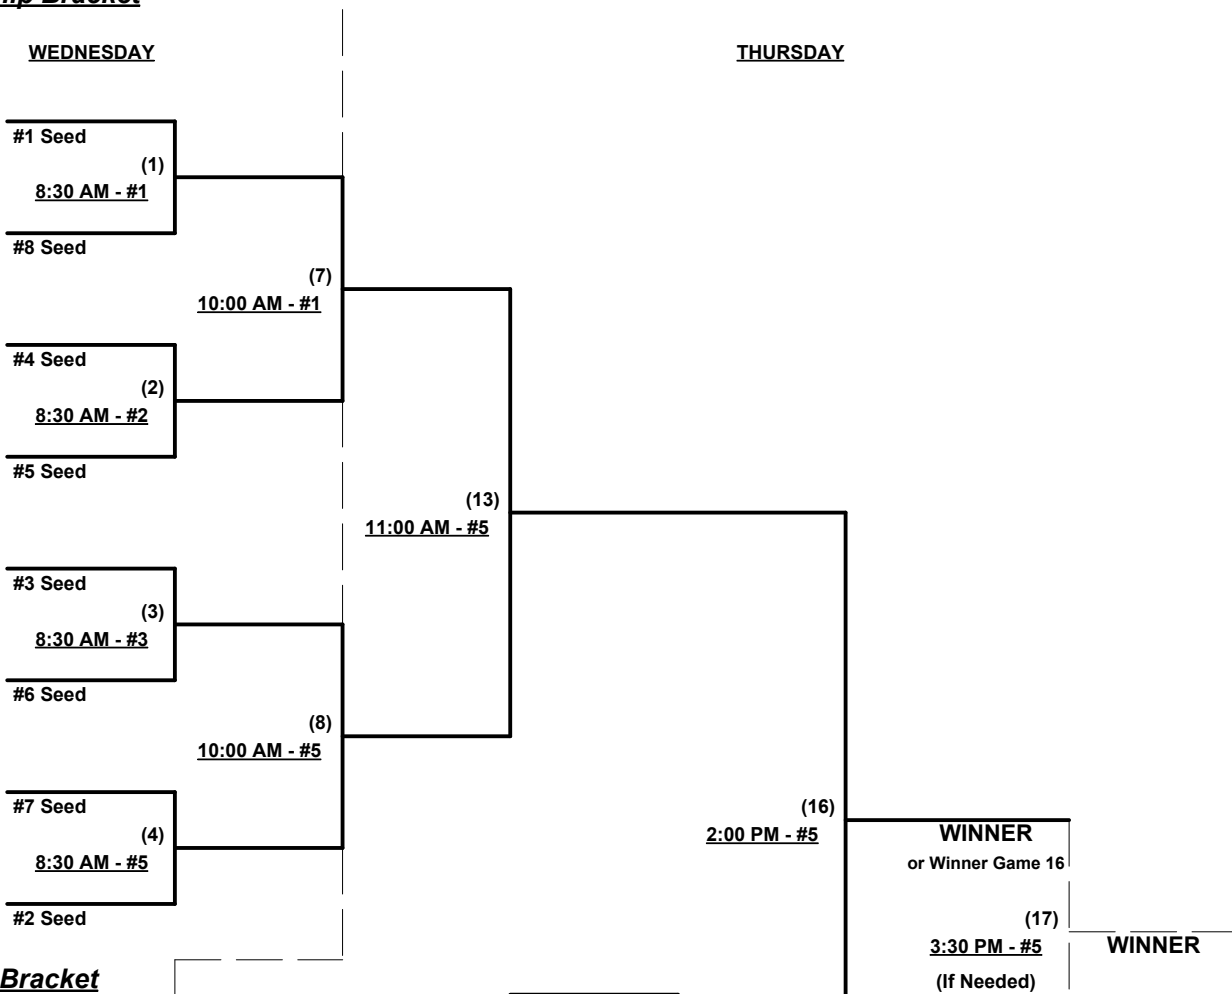 Bracket
WEDNESDAY
THURSDAY
#1 Seed
(1)
8:30 AM - #1
#8 Seed
(7)
10:00 AM - #1
#4 Seed
(2)
8:30 AM - #2
#5 Seed
(13)
11:00 AM - #5
#3 Seed
(3)
8:30 AM - #3
#6 Seed
(8)
10:00 AM - #5
#7 Seed
(4)
8:30 AM - #5
#2 Seed
(16)
2:00 PM - #5
WINNER
or Winner Game 16
(17)
3:30 PM - #5
(If Needed)
WINNER
Bracket